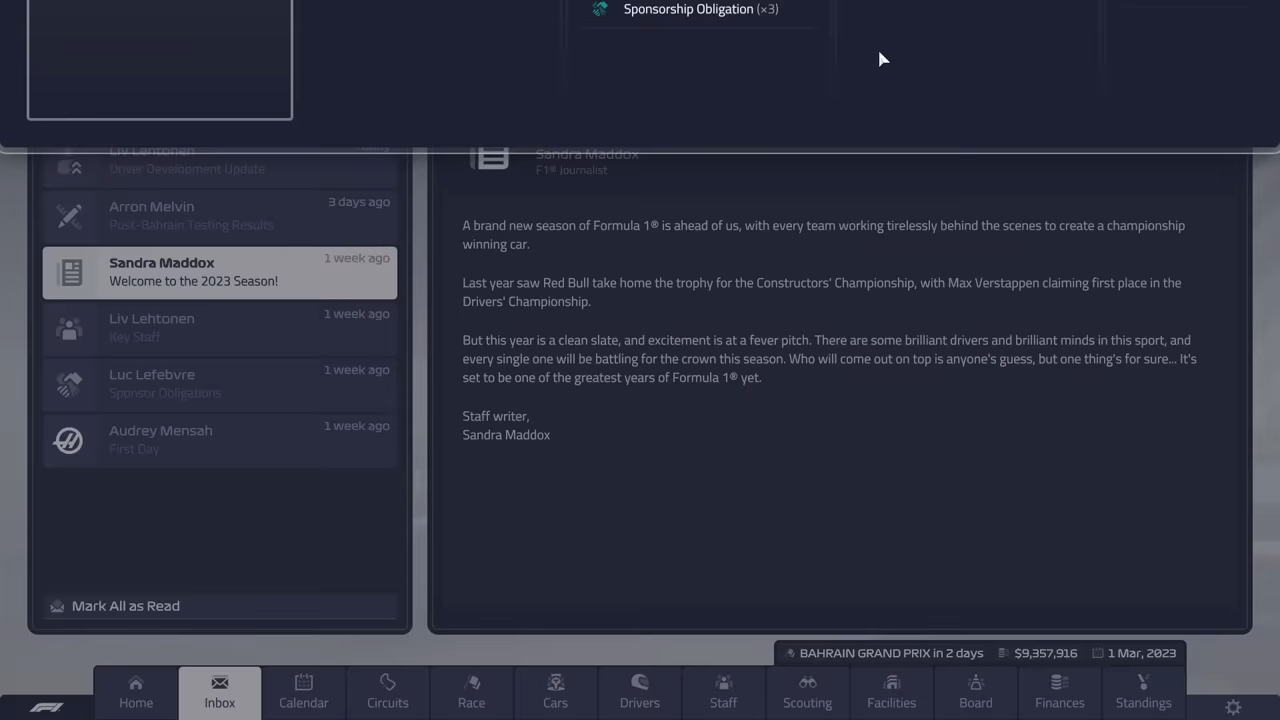 Sponsorship Obligation (×3)
Liv Lehtonen
Driver Development Update
Arron Melvin
3 days ago
Post-Bahrain Testing Results
Sandra Maddox
1 week ago
Welcome to the 2023 Season!
Liv Lehtonen
1 week ago
Key Staff
Luc Lefebvre
1 week ago
Sponsor Obligations
Audrey Mensah
1 week ago
First Day
Mark All as Read
Sandra Maddox
F1® Journalist
A brand new season of Formula 1® is ahead of us, with every team working tirelessly behind the scenes to create a championship
winning car.
Last year saw Red Bull take home the trophy for the Constructors' Championship, with Max Verstappen claiming first place in the
Drivers' Championship.
But this year is a clean slate, and excitement is at a fever pitch. There are some brilliant drivers and brilliant minds in this sport, and
every single one will be battling for the crown this season. Who will come out on top is anyone's guess, but one thing's for sure... It's
set to be one of the greatest years of Formula 1® yet.
Staff writer,
Sandra Maddox
BAHRAIN GRAND PRIX in 2 days
$9,357,916
1 Mar, 2023
Home
Inbox
Calendar
Circuits
Race
Cars
Drivers
Staff
Scouting
Facilities
Board
Finances
Standings